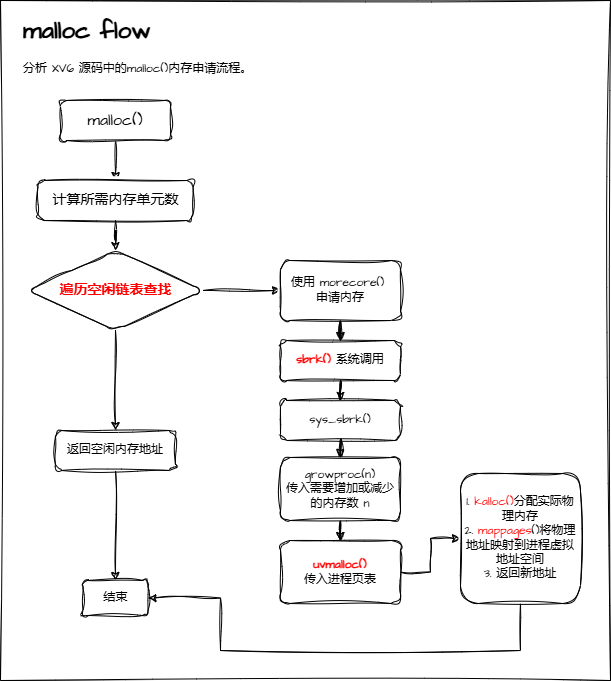 malloc flow
分析 XV6 源码中的malloc()内存申请流程。
malloc()
计算所需内存单元数
遍历空闲链表查找
使用 morecore()
申请内存
sbrk() 系统调用
sys_sbrk()
growproc(n)
传入需要增加或减少
的内存数 n
uvmalloc()
传入进程页表
1. kalloc()分配实际物
理内存
2. mappages()将物理
地址映射到进程虚拟
地址空间
3. 返回新地址
返回空闲内存地址
结束